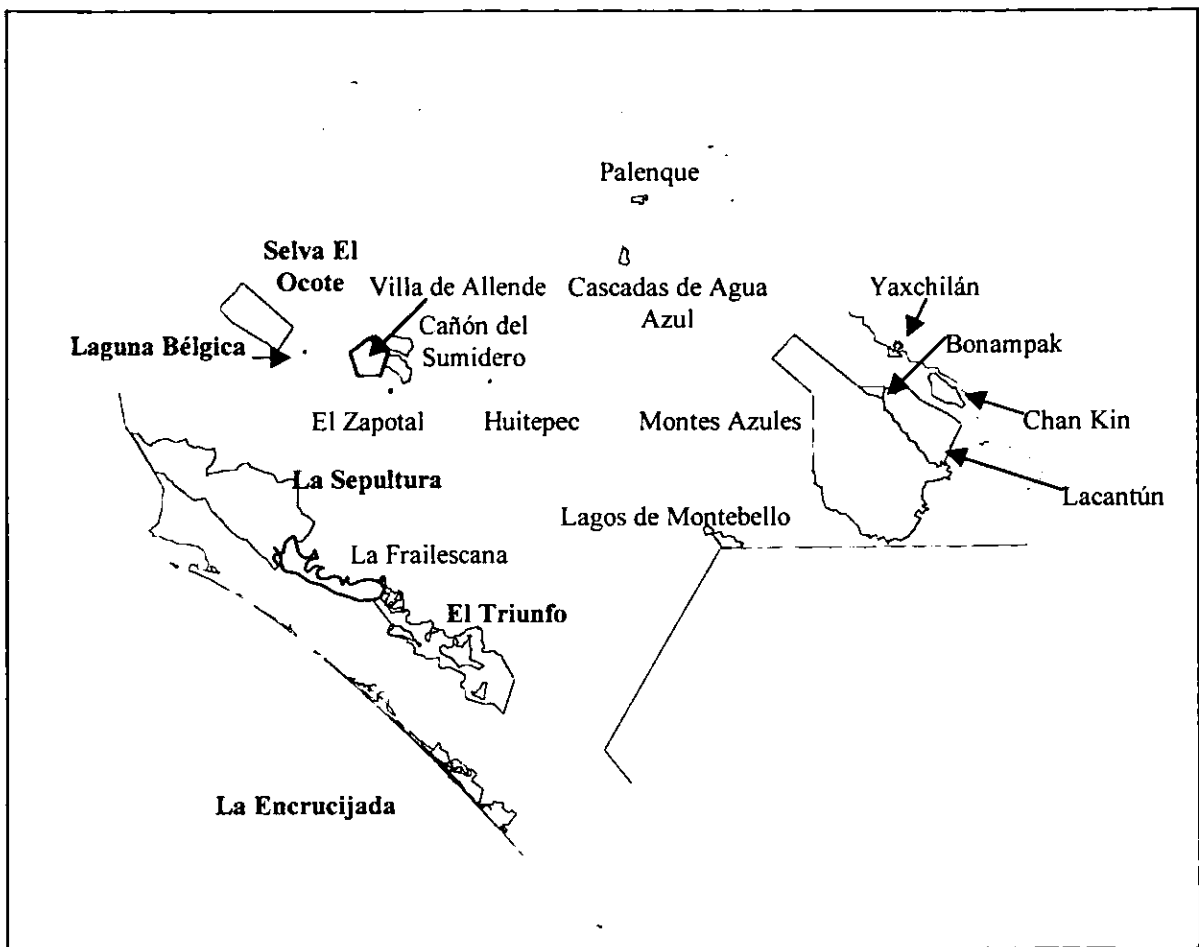 Palenque
Selva El
Ocote
Villa de Allende
Cascadas de Agua
Azul
Yaxchilán
Cañón del
Sumidero
Laguna Bélgica
Bonampak
El Zapotal
Huitepec
Montes Azules
Chan Kin
La Sepultura
Lacantún
Lagos de Montebello
La Frailescana
El Triunfo
La Encrucijada